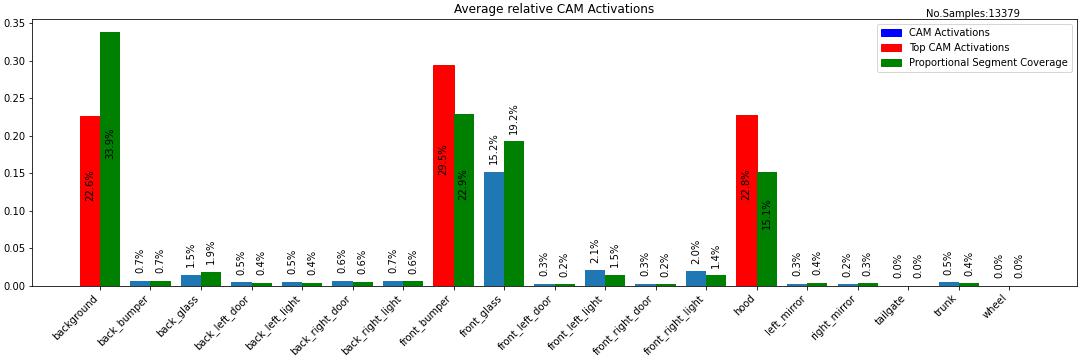 Average relative CAM Activations
No.Samples:13379
CAM Activations
Top CAM Activations
Proportional Segment Coverage
0.35
0.30
0.25
0.20
0.15
0.10
0.05
0.00
22.6%
33.9%
0.7%
0.7%
1.5%
1.9%
0.5%
0.4%
0.5%
0.4%
0.6%
0.6%
0.7%
0.6%
29.5%
22.9%
15.2%
19.2%
0.3%
0.2%
2.1%
1.5%
0.3%
0.2%
2.0%
1.4%
22.8%
15.1%
0.3%
0.4%
0.2%
0.3%
0.0%
0.0%
0.5%
0.4%
0.0%
0.0%
background
back_bumper
back_glass
back_left_door
back_left_light
back_right_door
back_right_light
front_bumper
front_glass
front_left_door
front_left_light
front_right_door
front_right_light
hood
left_mirror
right_mirror
tailgate
trunk
wheel